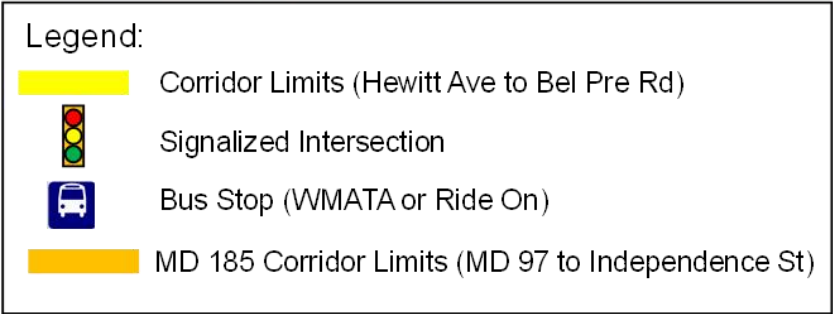 Legend:
Corridor Limits (Hewitt Ave to Bel Pre Rd)
Signalized Intersection
Bus Stop (WMATA or Ride On)
MD 185 Corridor Limits (MD 97 to Independence St)